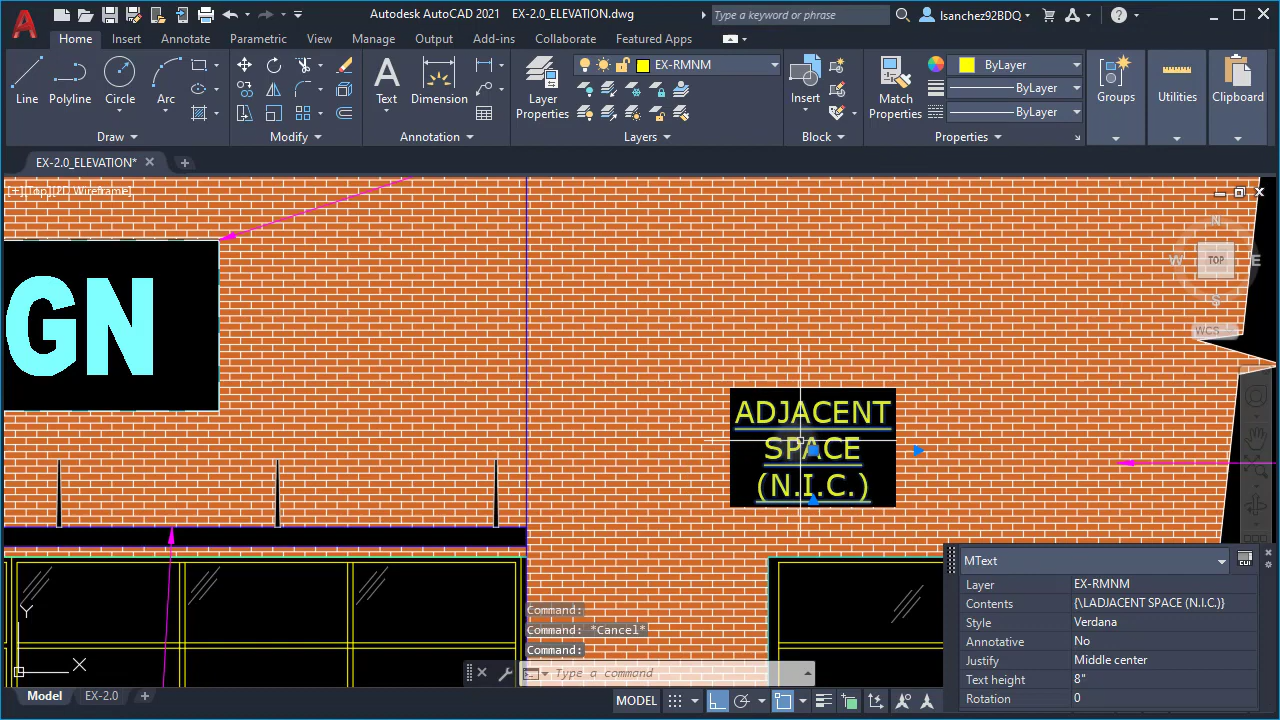 Autodesk AutoCAD 2021 EX-2.0_ELEVATION.dwg
Type a keyword or phrase
lsanchez92BDQ
Home Insert Annotate Parametric View Manage Output Add-ins Collaborate Featured Apps
Line Polyline Circle Arc
Draw
Modify
Text Dimension
Annotation
Layer Properties
EX-RMNM
Layers
Insert
Block
Match Properties
ByLayer
ByLayer
ByLayer
Properties
Groups
Utilities
Clipboard
EX-2.0_ELEVATION*
[+][Top][2D Wireframe]
N
W TOP E
S
WCS
GN
ADJACENT
SPACE
(N.I.C.)
Y
X
Command:
Command: *Cancel*
Command:
Type a command
MText
CUI
Layer EX-RMNM
Contents {\LADJACENT SPACE (N.I.C.)}
Style Verdana
Annotative No
Justify Middle center
Text height 8"
Rotation 0
Model EX-2.0
MODEL